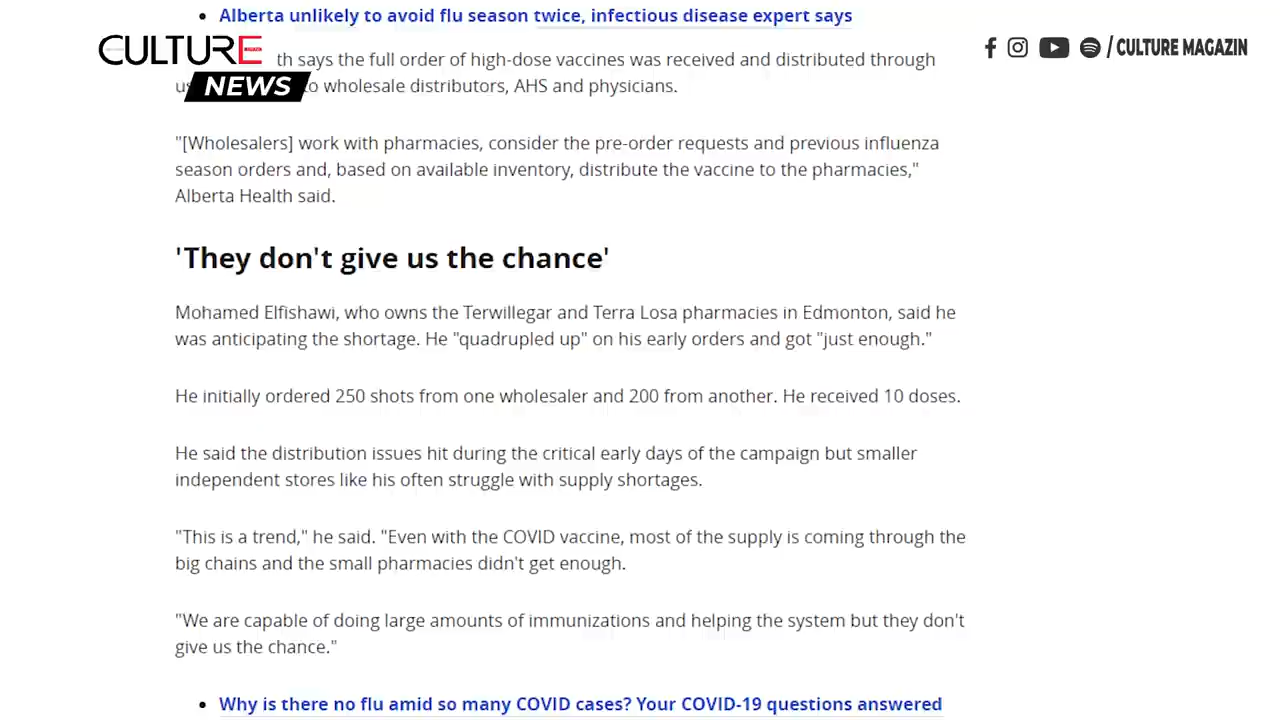 Alberta unlikely to avoid flu season twice, infectious disease expert says
CULTURE
NEWS
/ CULTURE MAGAZIN
th says the full order of high-dose vaccines was received and distributed through
to wholesale distributors, AHS and physicians.
"[Wholesalers] work with pharmacies, consider the pre-order requests and previous influenza
season orders and, based on available inventory, distribute the vaccine to the pharmacies,"
Alberta Health said.
'They don't give us the chance'
Mohamed Elfishawi, who owns the Terwillegar and Terra Losa pharmacies in Edmonton, said he
was anticipating the shortage. He "quadrupled up" on his early orders and got "just enough."
He initially ordered 250 shots from one wholesaler and 200 from another. He received 10 doses.
He said the distribution issues hit during the critical early days of the campaign but smaller
independent stores like his often struggle with supply shortages.
"This is a trend," he said. "Even with the COVID vaccine, most of the supply is coming through the
big chains and the small pharmacies didn't get enough.
"We are capable of doing large amounts of immunizations and helping the system but they don't
give us the chance."
Why is there no flu amid so many COVID cases? Your COVID-19 questions answered